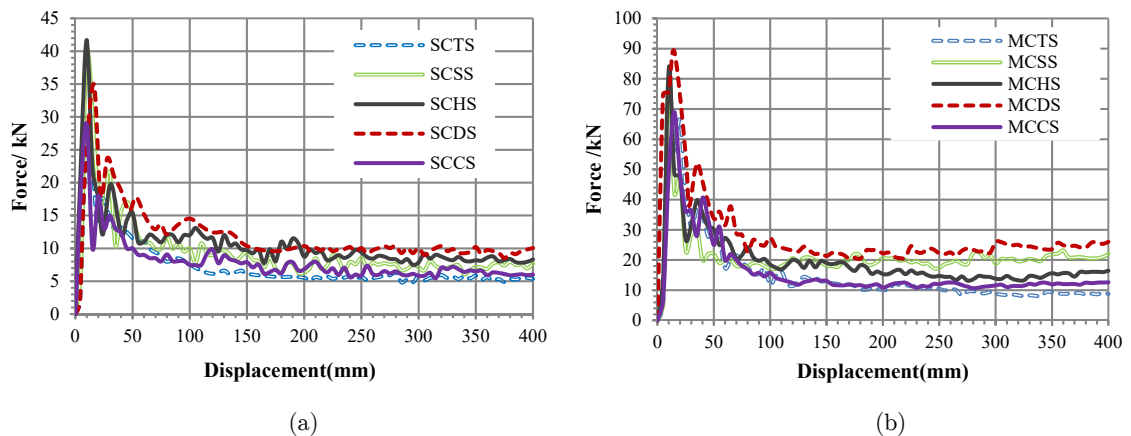 45
40
35
30
25
20
15
10
5
0
Force/ kN
SCTS
SCSS
SCHS
SCDS
SCCS
0 50 100 150 200 250 300 350 400
Displacement(mm)
(a)
100
90
80
70
60
50
40
30
20
10
0
Force /kN
MCTS
MCSS
MCHS
MCDS
MCCS
0 50 100 150 200 250 300 350 400
Displacement(mm)
(b)